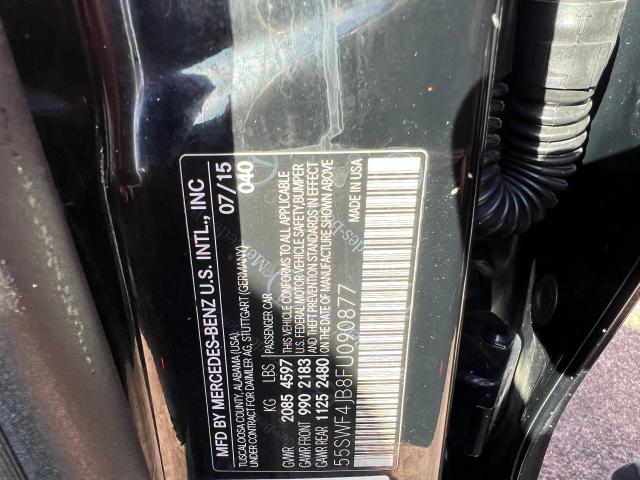 MFD BY MERCEDES-BENZ U.S. INTL., INC
TUSCALOOSA COUNTY, ALABAMA (USA)
UNDER CONTRACT FOR DAIMLER AG, STUTTGART (GERMANY)
07/15
040
KG LBS
GVWR 2085 4597
GAWR FRONT 990 2183
GAWR REAR 1125 2480
PASSENGER CAR
THIS VEHICLE CONFORMS TO ALL APPLICABLE
U.S. FEDERAL MOTOR VEHICLE SAFETY/BUMPER
AND THEFT PREVENTION STANDARDS IN EFFECT
ON THE DATE OF MANUFACTURE SHOWN ABOVE
55SWF4JB8FU090877
MADE IN USA